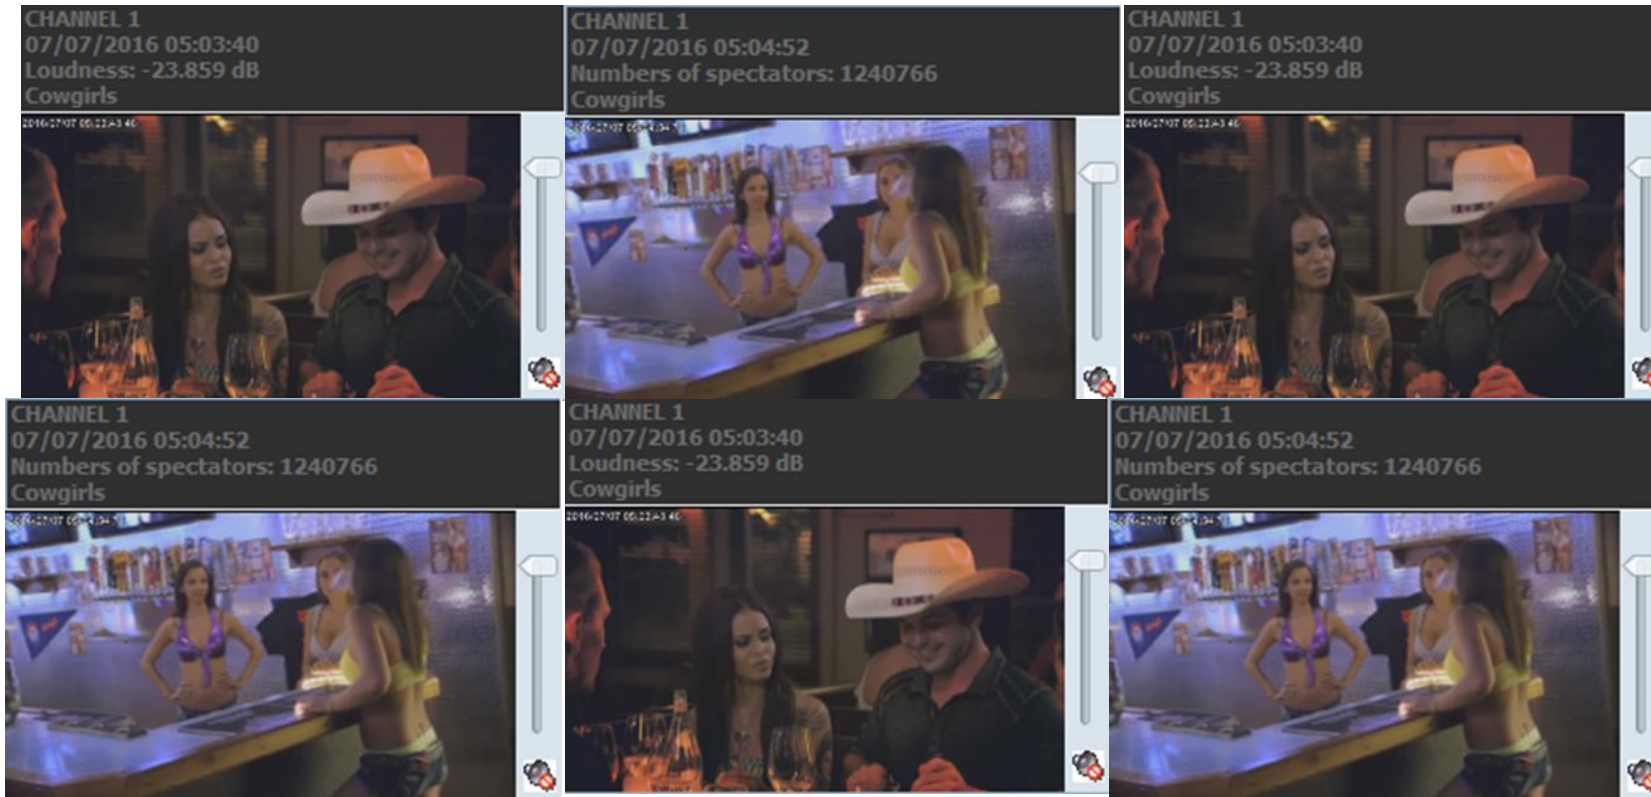 CHANNEL 1
07/07/2016 05:03:40
Loudness: -23.859 dB
Cowgirls
CHANNEL 1
07/07/2016 05:04:52
Numbers of spectators: 1240766
Cowgirls
CHANNEL 1
07/07/2016 05:03:40
Loudness: -23.859 dB
Cowgirls
CHANNEL 1
07/07/2016 05:04:52
Numbers of spectators: 1240766
Cowgirls
CHANNEL 1
07/07/2016 05:03:40
Loudness: -23.859 dB
Cowgirls
CHANNEL 1
07/07/2016 05:04:52
Numbers of spectators: 1240766
Cowgirls